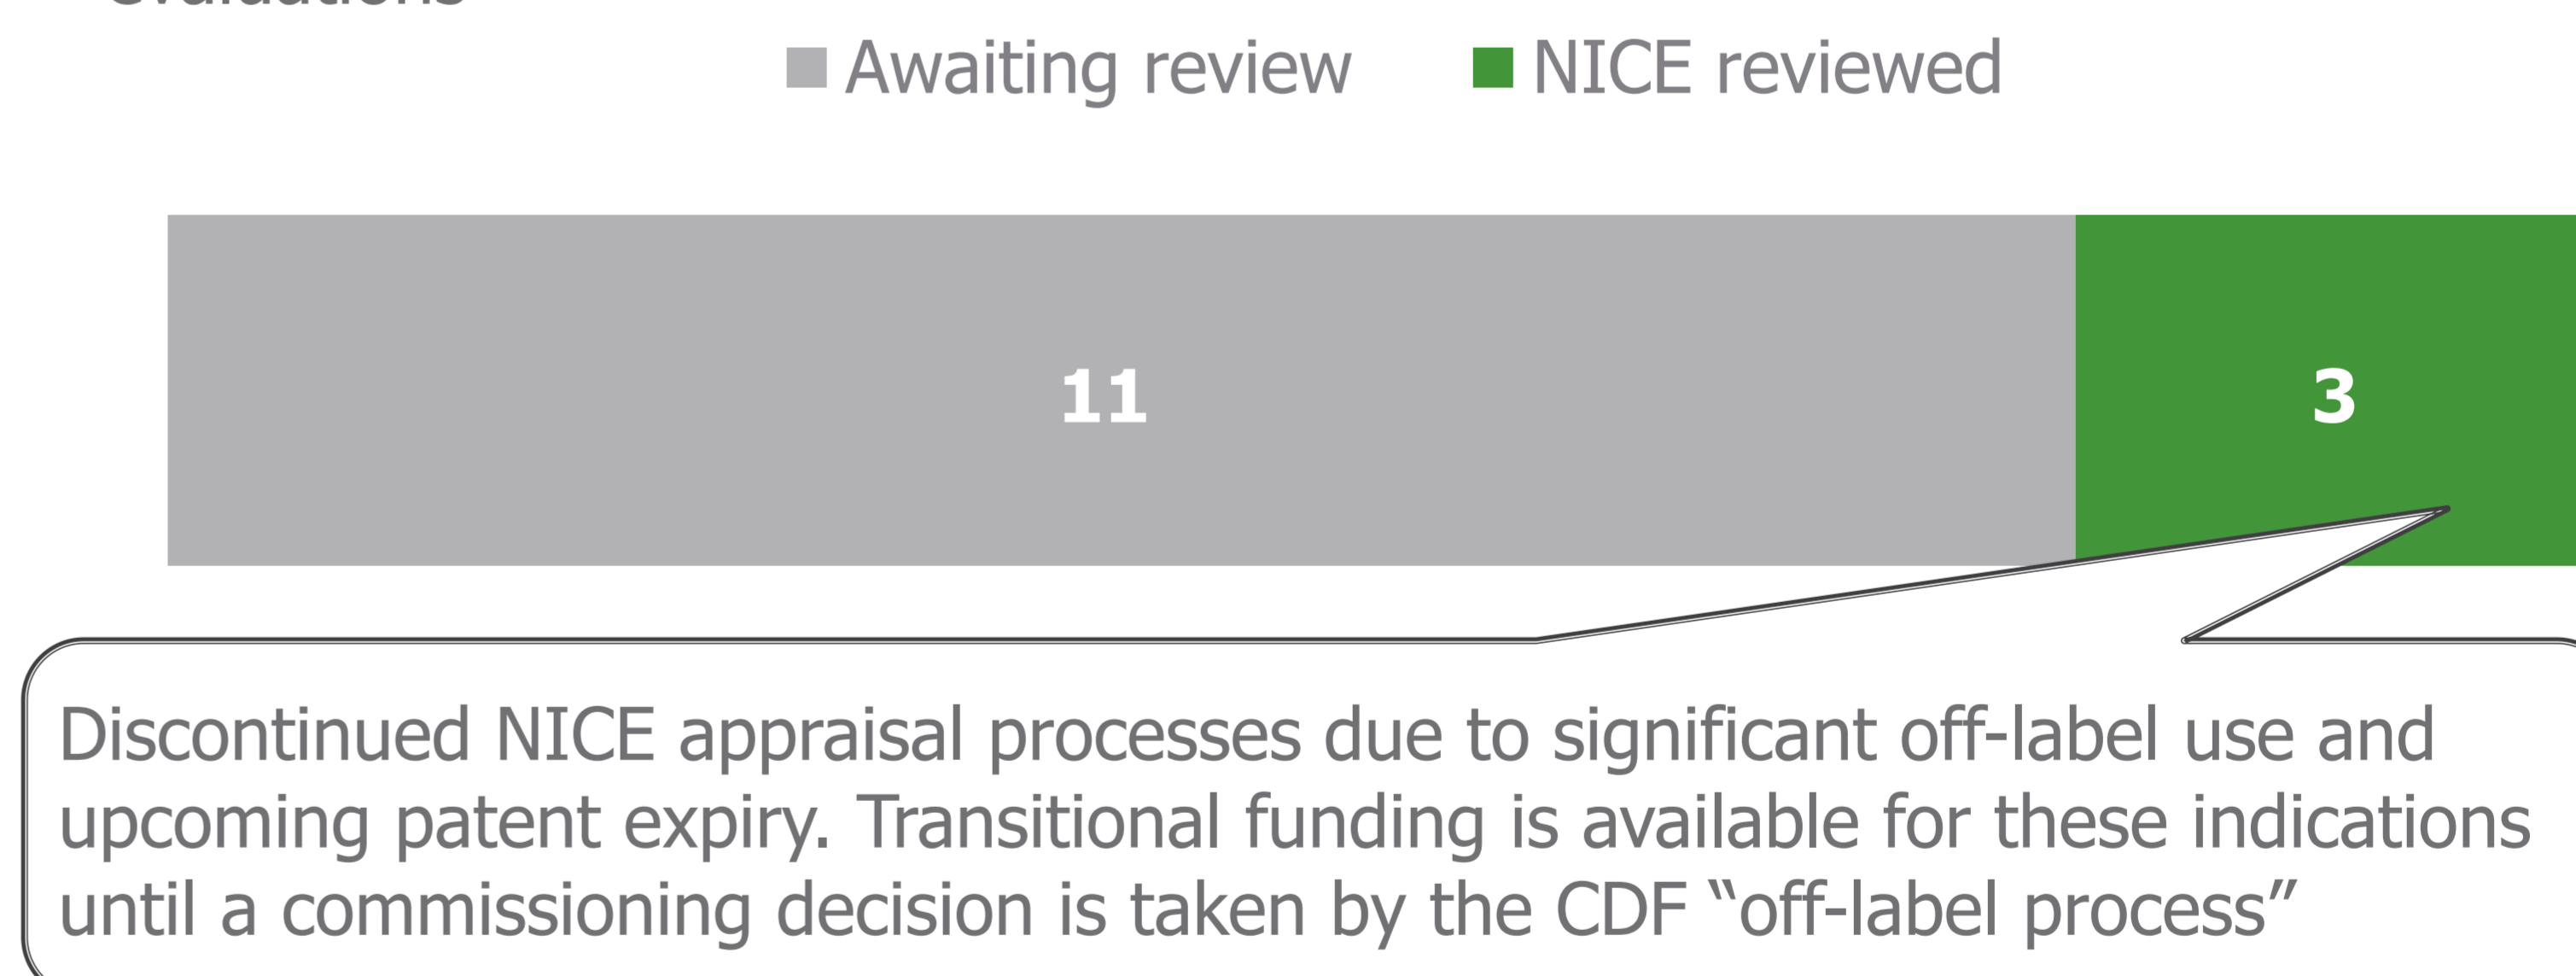 Awaiting review NICE reviewed
11 3
Discontinued NICE appraisal processes due to significant off-label use and
upcoming patent expiry. Transitional funding is available for these indications
until a commissioning decision is taken by the CDF “off-label process”